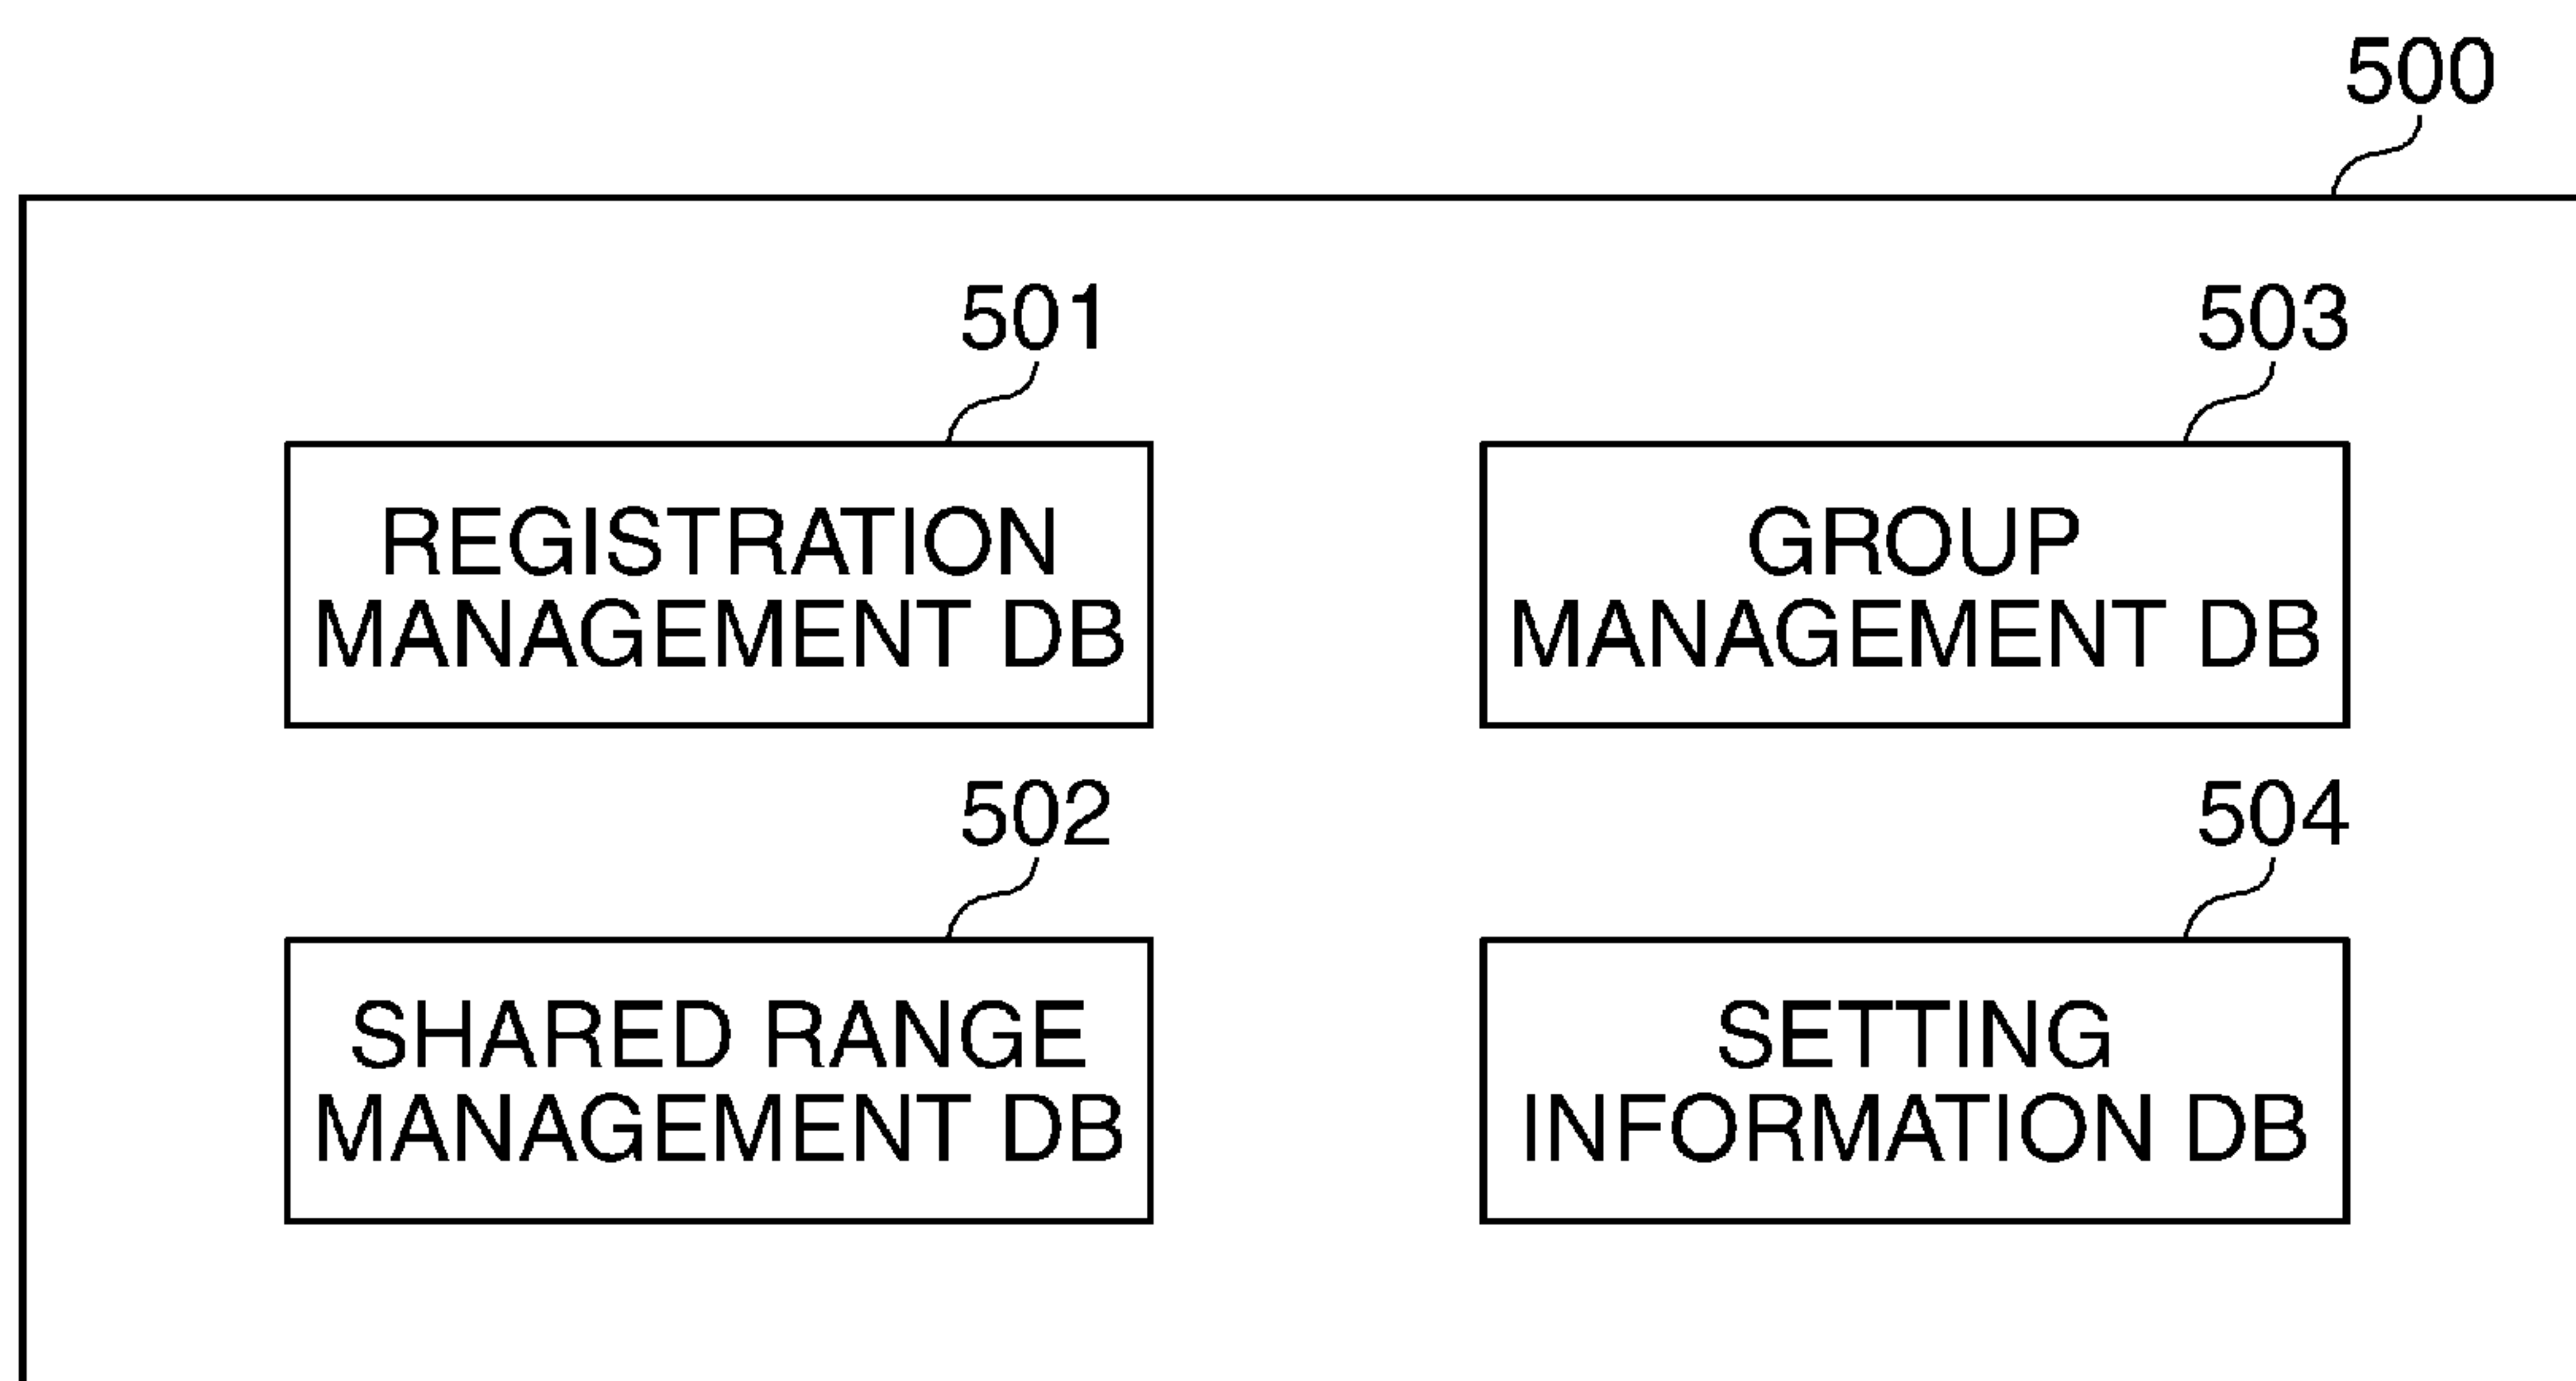 500
501
REGISTRATION
MANAGEMENT DB
503
GROUP
MANAGEMENT DB
502
SHARED RANGE
MANAGEMENT DB
504
SETTING
INFORMATION DB